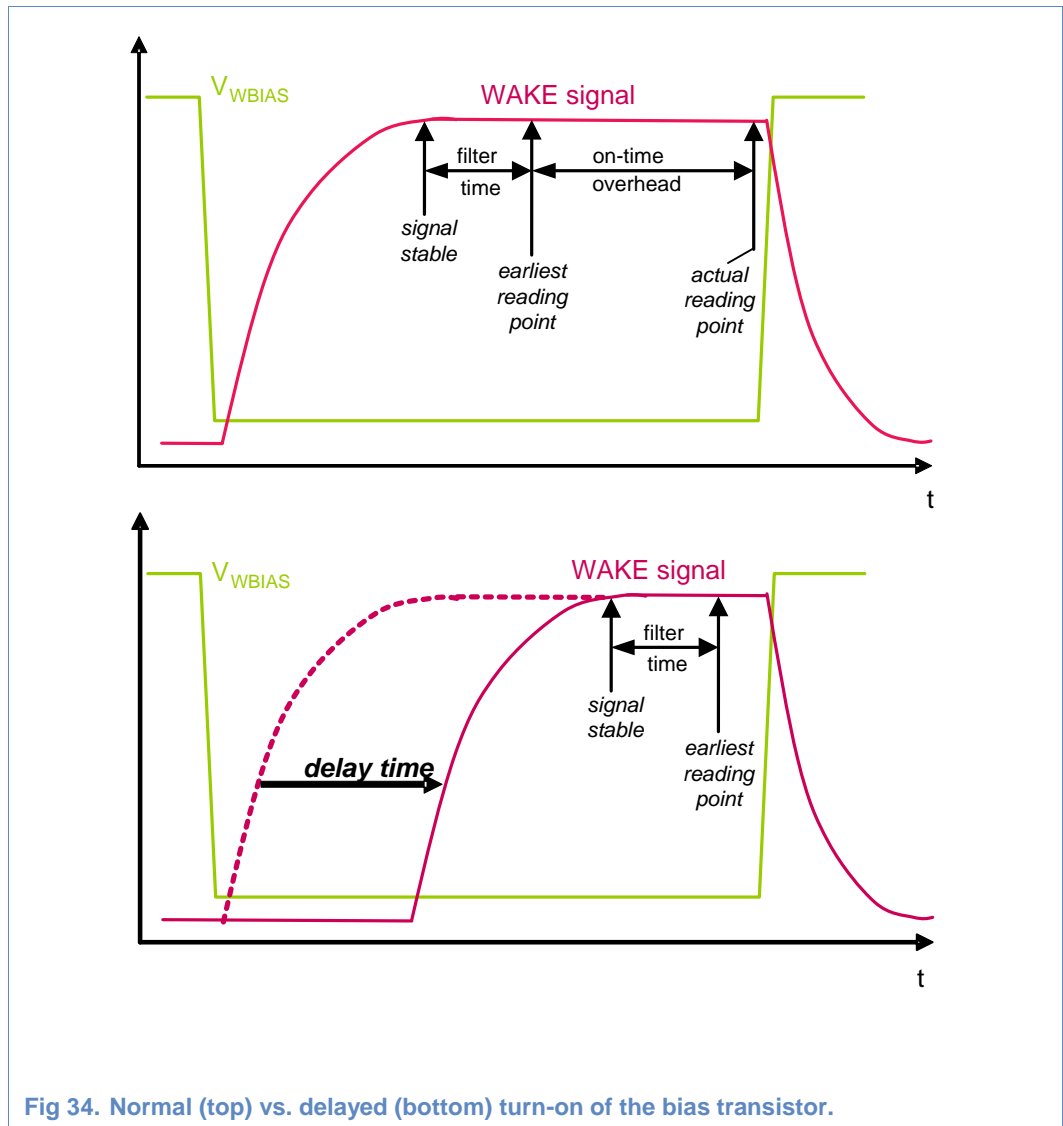 V_WBIAS
WAKE signal
filter
time
on-time
overhead
signal
stable
earliest
reading
point
actual
reading
point
t
V_WBIAS
WAKE signal
filter
time
signal
stable
earliest
reading
point
delay time
t
Fig 34. Normal (top) vs. delayed (bottom) turn-on of the bias transistor.